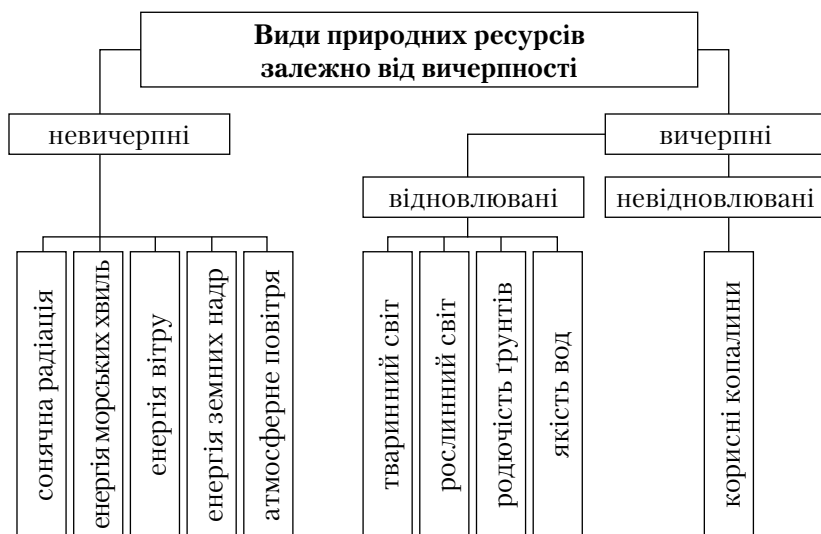 Види природних ресурсів
залежно від вичерпності
невичерпні
вичерпні
відновлювані
невідновлювані
сонячна радіація
енергія морських хвиль
енергія вітру
енергія земних надр
атмосферне повітря
тваринний світ
рослинний світ
родючість ґрунтів
якість вод
корисні копалини